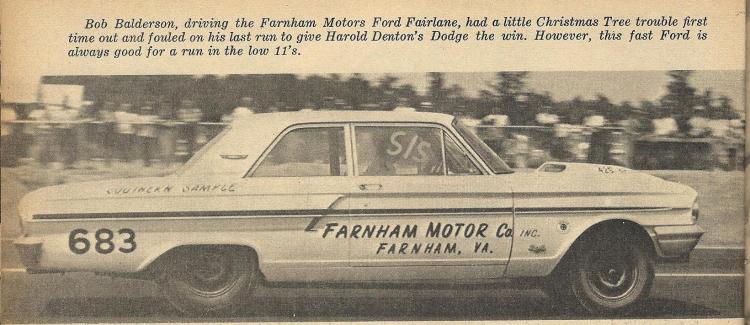 Bob Balderson, driving the Farnham Motors Ford Fairlane, had a little Christmas Tree trouble first
time out and fouled on his last run to give Harold Denton's Dodge the win. However, this fast Ford is
always good for a run in the low 11's.
S/S
SOUTHERN SAMPLE
683
FARNHAM MOTOR CO. INC.
FARNHAM, VA.